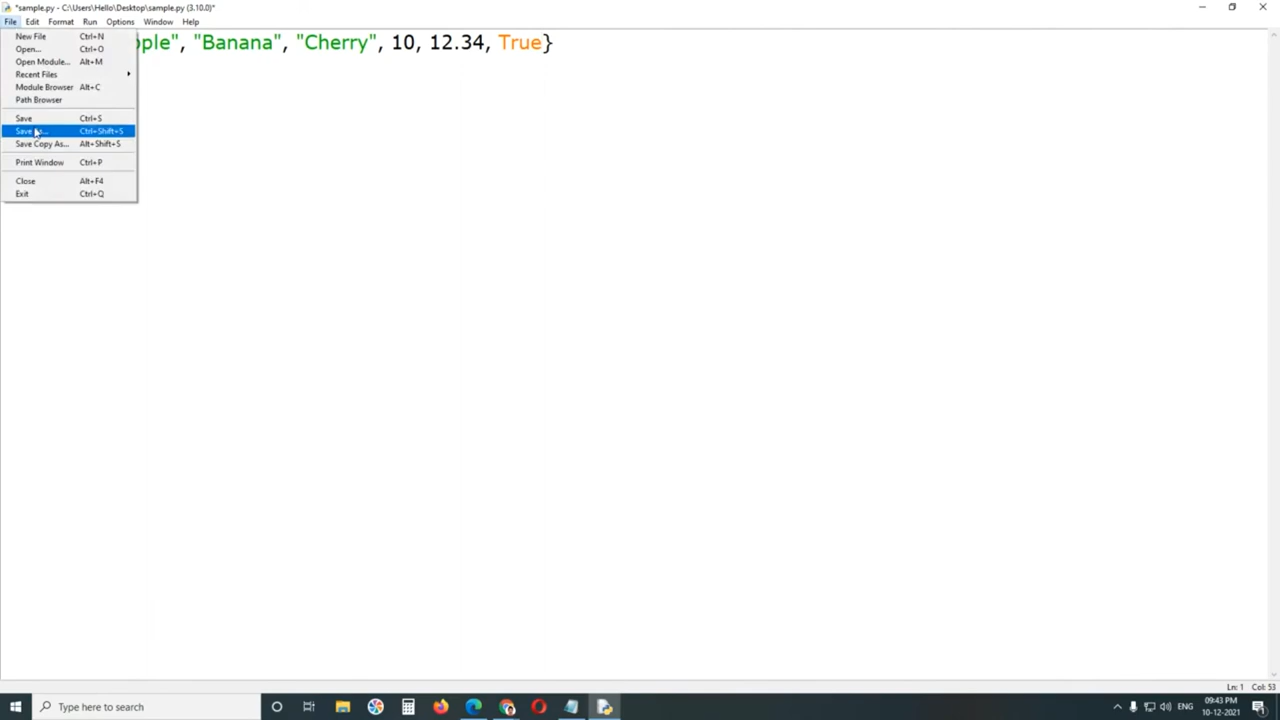 *sample.py - C:\Users\Hello\Desktop\sample.py (3.10.0)*
File Edit Format Run Options Window Help
"Banana", "Cherry", 10, 12.34, True}
New File Ctrl+N
Open... Ctrl+O
Open Module... Alt+M
Recent Files
Module Browser Alt+C
Path Browser
Save Ctrl+S
Save As... Ctrl+Shift+S
Save Copy As... Alt+Shift+S
Print Window Ctrl+P
Close Alt+F4
Exit Ctrl+Q
Ln: 1 Col: 53
Type here to search
ENG
09:43 PM
10-12-2021
1